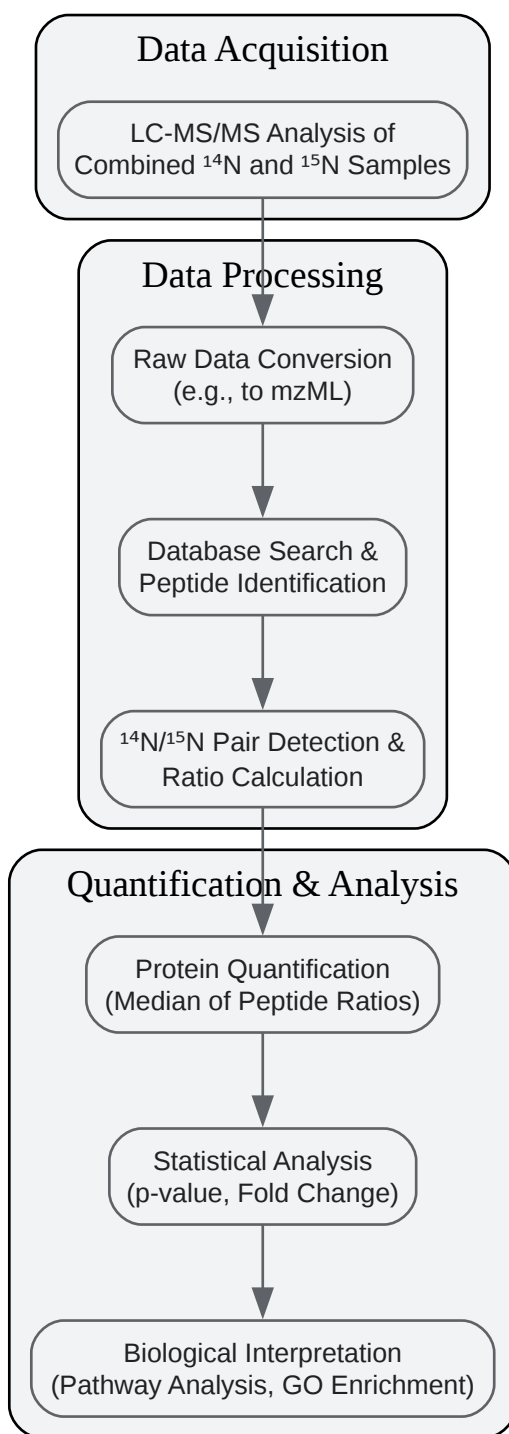 Data Acquisition
LC-MS/MS Analysis of
Combined ¹⁴N and ¹⁵N Samples
Data Processing
Raw Data Conversion
(e.g., to mzML)
Database Search &
Peptide Identification
¹⁴N/¹⁵N Pair Detection &
Ratio Calculation
Quantification & Analysis
Protein Quantification
(Median of Peptide Ratios)
Statistical Analysis
(p-value, Fold Change)
Biological Interpretation
(Pathway Analysis, GO Enrichment)